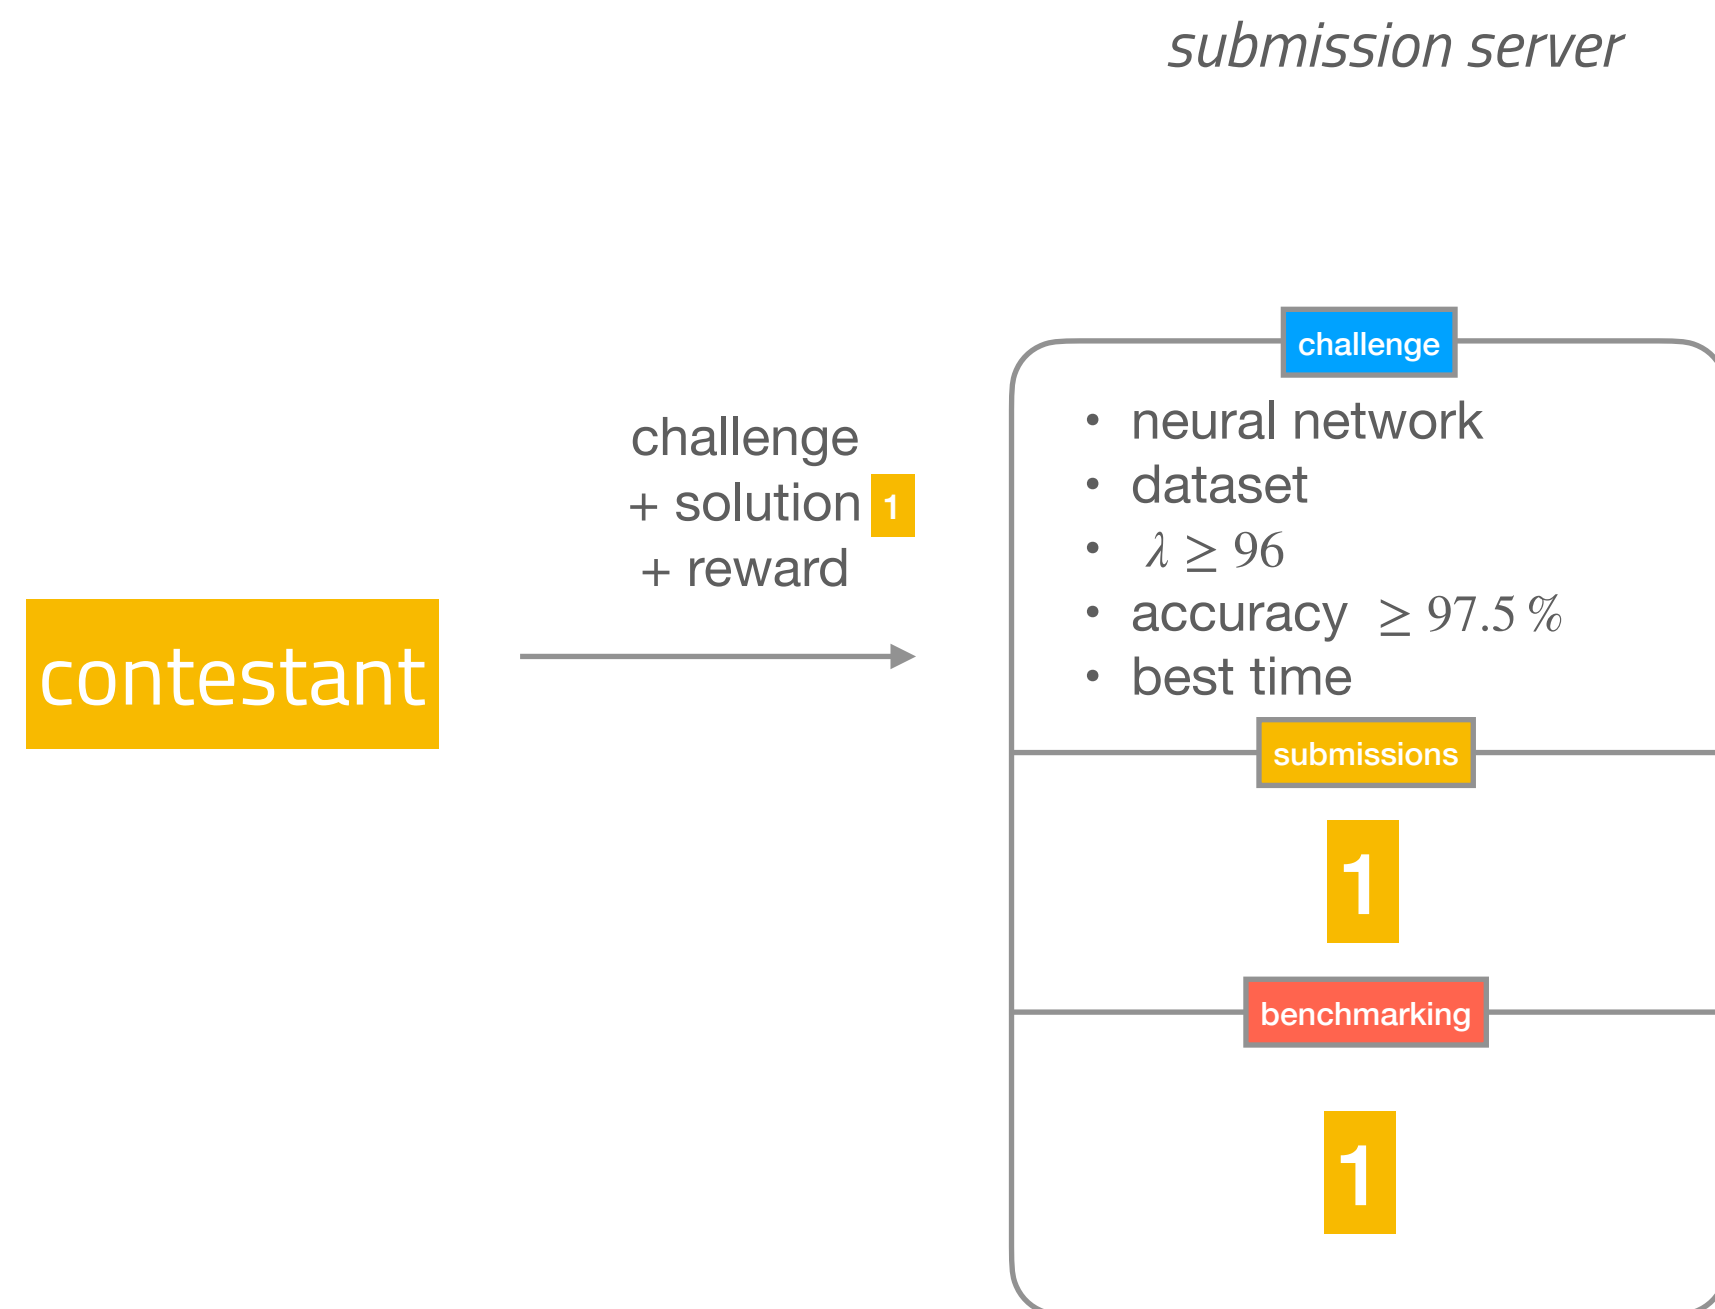 submission server
challenge
+ solution 1
+ reward
contestant
challenge
• neural network
• dataset
• λ ≥ 96
• accuracy ≥ 97.5 %
• best time
submissions
1
benchmarking
1